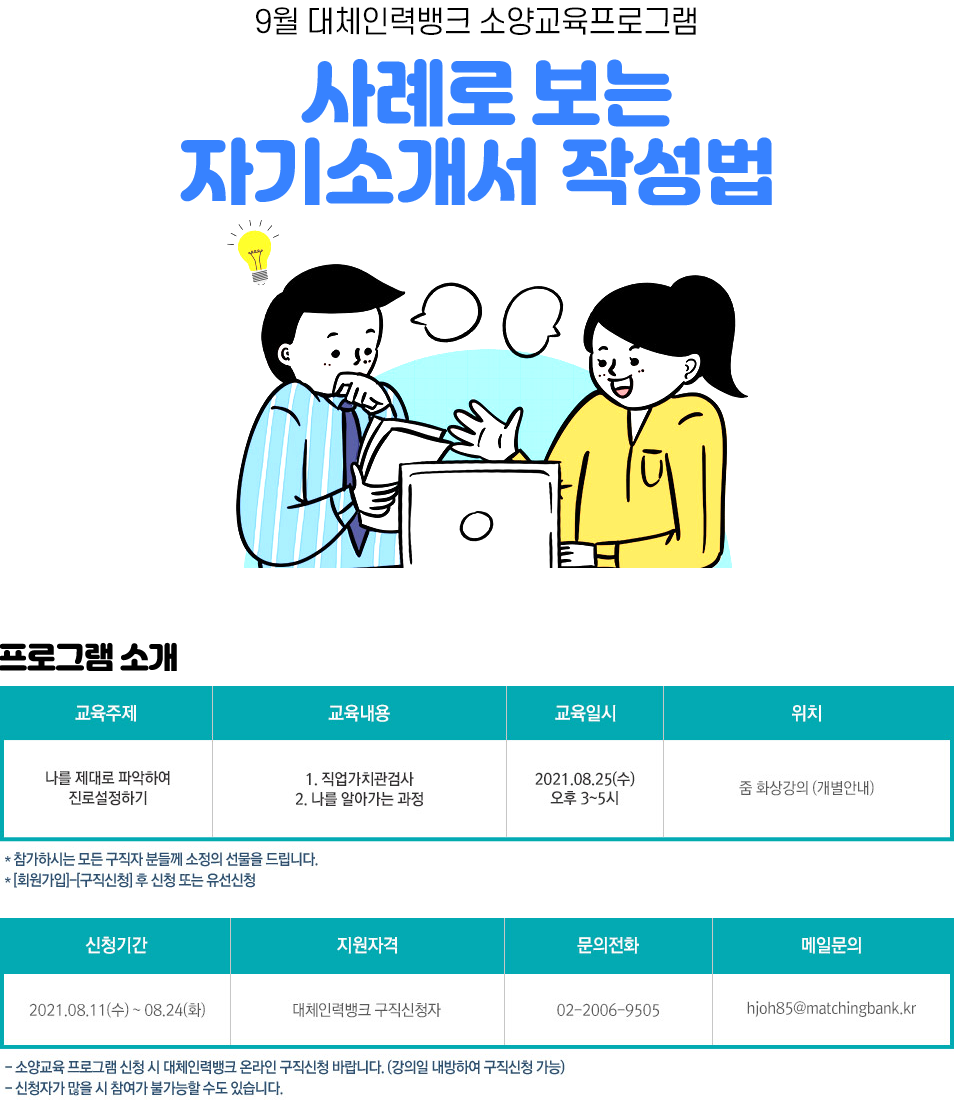 9월 대체인력뱅크 소양교육프로그램
사례로 보는
자기소개서 작성법
프로그램 소개
교육주제 교육내용 교육일시 위치
나를 제대로 파악하여
진로설정하기
1. 직업가치관검사
2. 나를 알아가는 과정
2021.08.25(수)
오후 3~5시
줌 화상강의 (개별안내)
* 참가하시는 모든 구직자 분들께 소정의 선물을 드립니다.
* [회원가입]-[구직신청] 후 신청 또는 유선신청
신청기간 지원자격 문의전화 메일문의
2021.08.11(수) ~ 08.24(화) 대체인력뱅크 구직신청자 02-2006-9505 hjoh85@matchingbank.kr
- 소양교육 프로그램 신청 시 대체인력뱅크 온라인 구직신청 바랍니다. (강의일 내방하여 구직신청 가능)
- 신청자가 많을 시 참여가 불가능할 수도 있습니다.